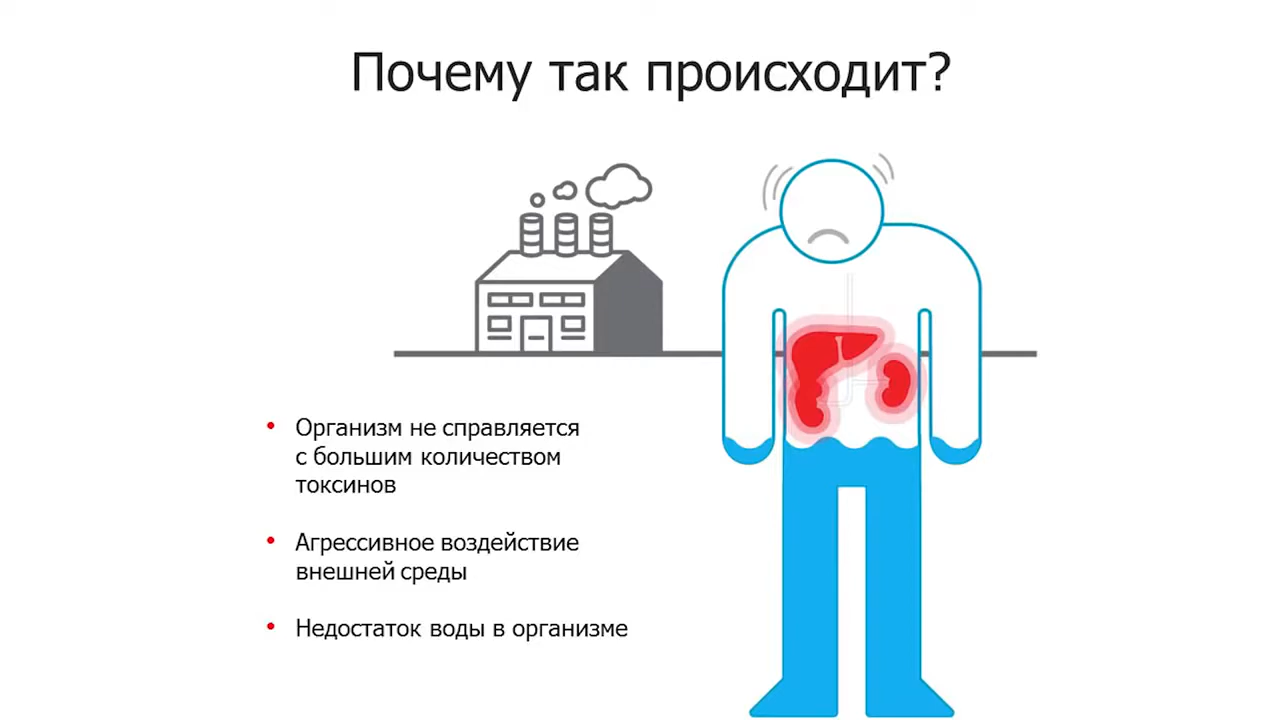 Почему так происходит?
• Организм не справляется
с большим количеством
токсинов
• Агрессивное воздействие
внешней среды
• Недостаток воды в организме